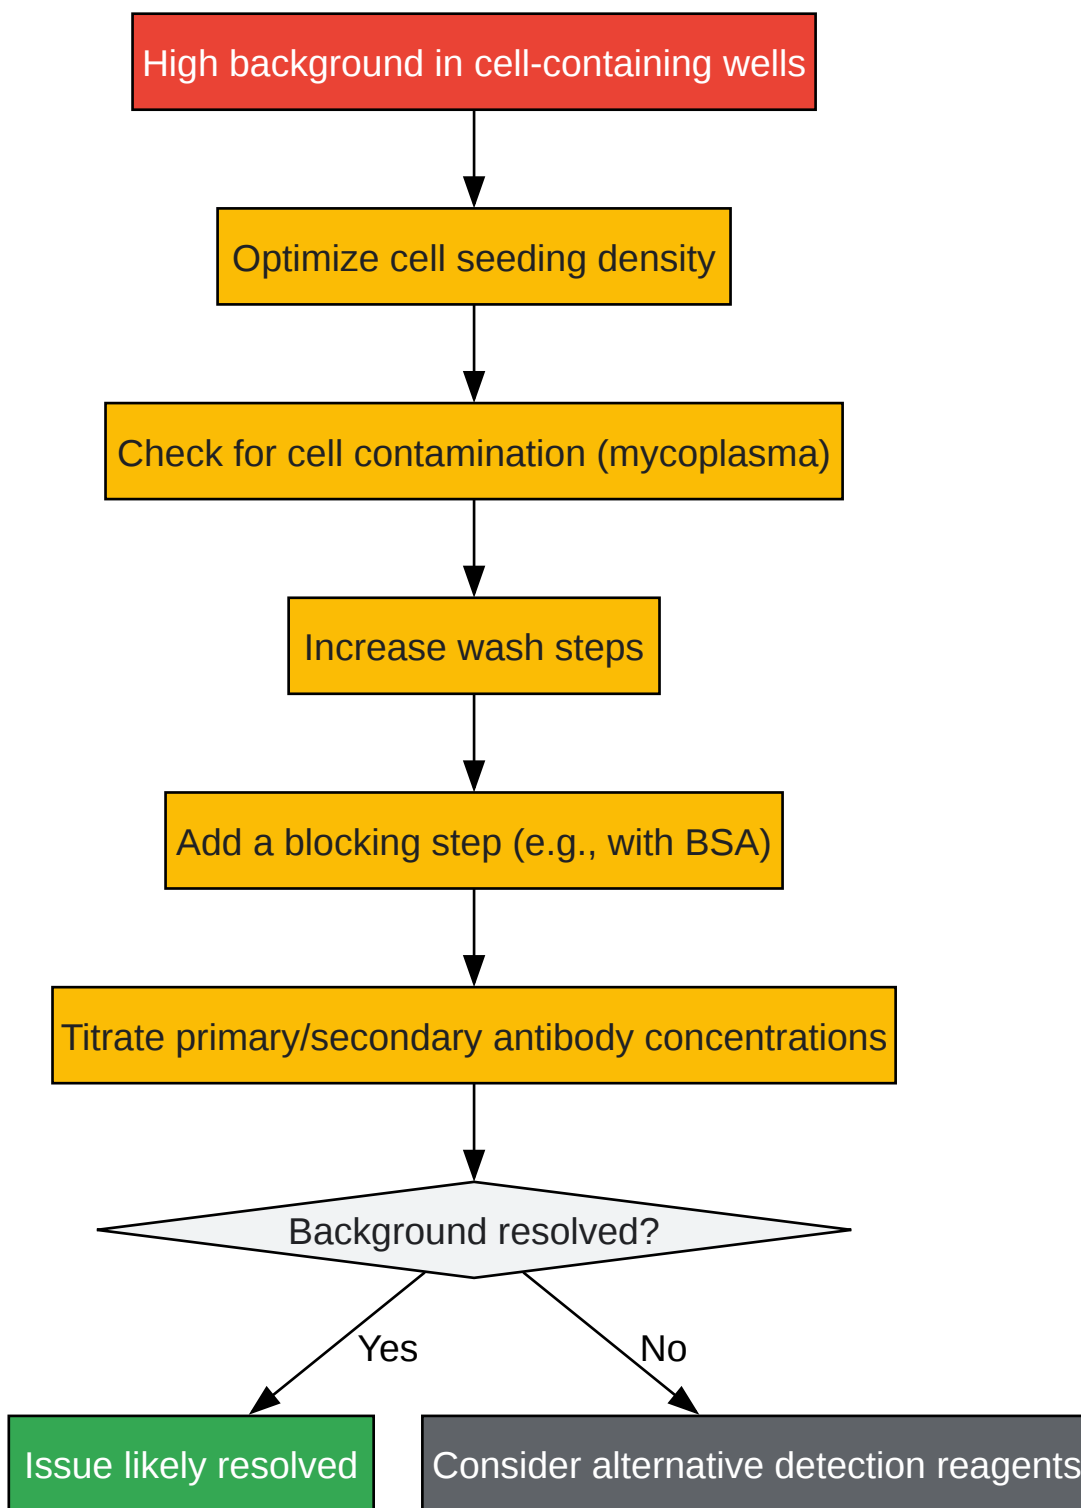 High background in cell-containing wells
Optimize cell seeding density
Check for cell contamination (mycoplasma)
Increase wash steps
Add a blocking step (e.g., with BSA)
Titrate primary/secondary antibody concentrations
Background resolved?
Yes
No
Issue likely resolved
Consider alternative detection reagents